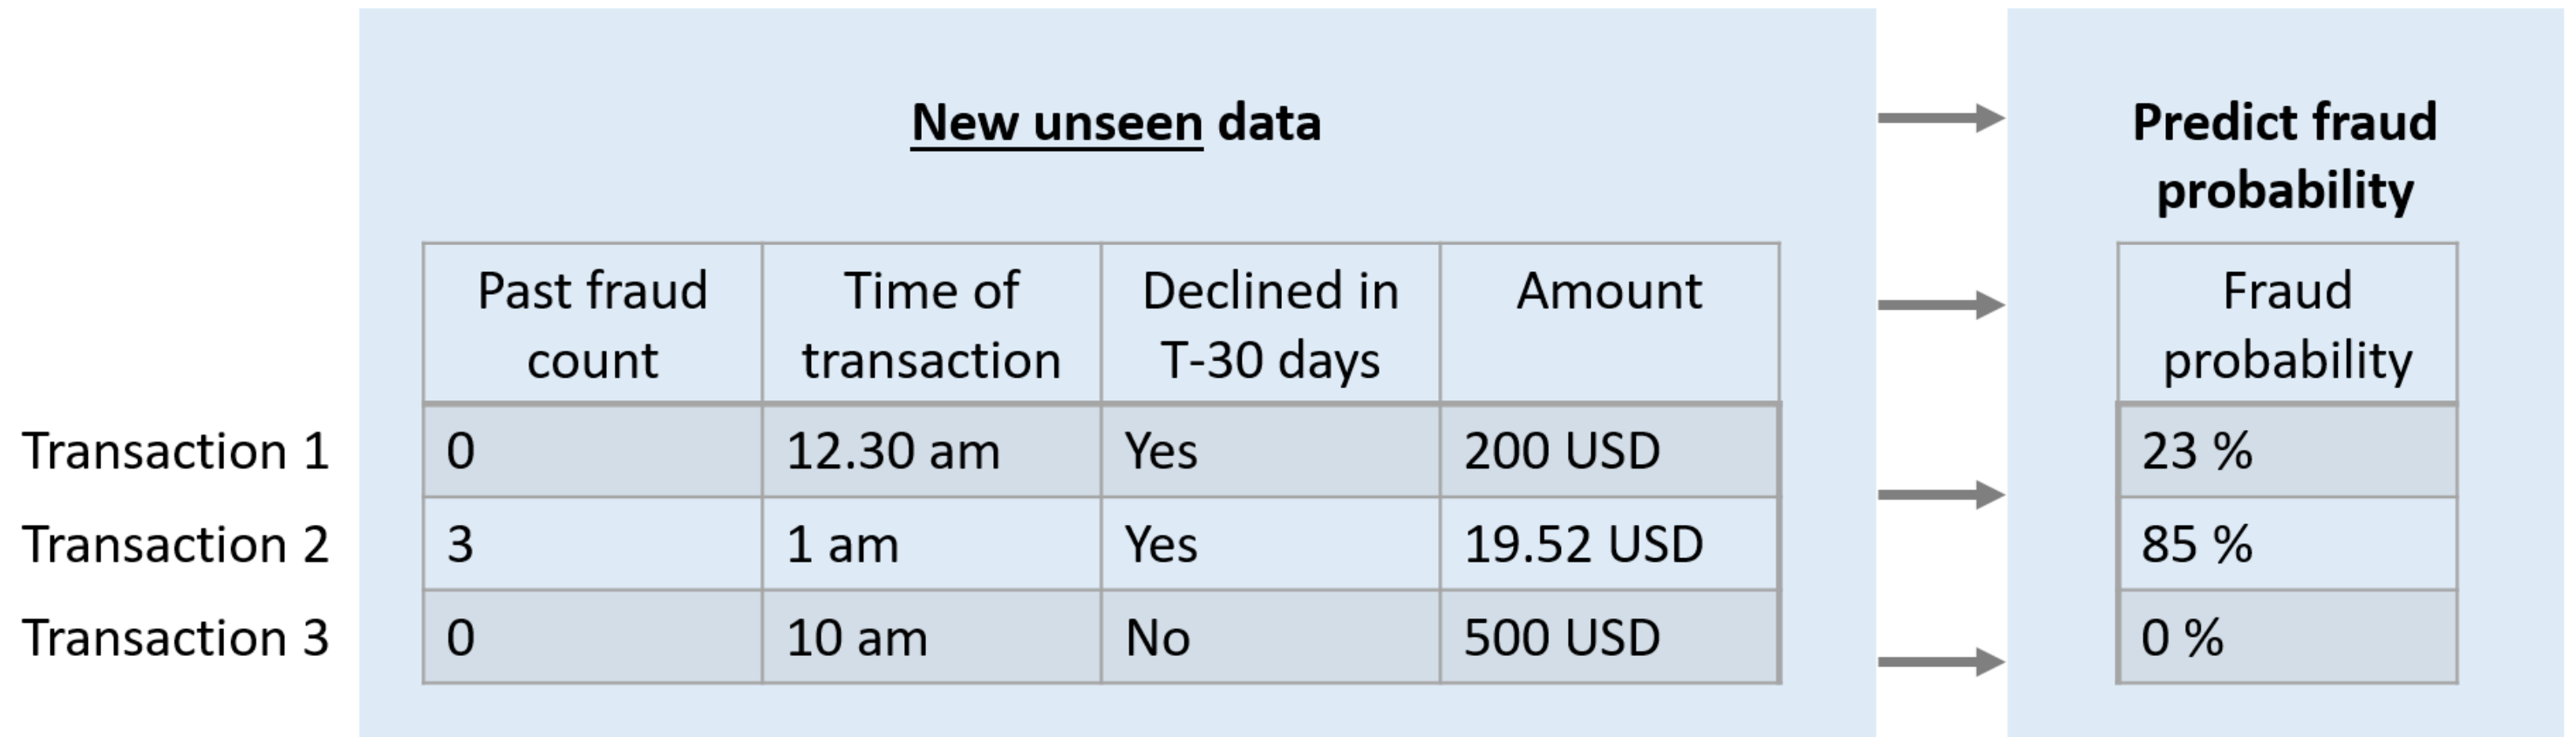 New unseen data
Predict fraud
probability
Past fraud
count
Time of
transaction
Declined in
T-30 days
Amount
Fraud
probability
Transaction 1
0
12.30 am
Yes
200 USD
23 %
Transaction 2
3
1 am
Yes
19.52 USD
85 %
Transaction 3
0
10 am
No
500 USD
0 %